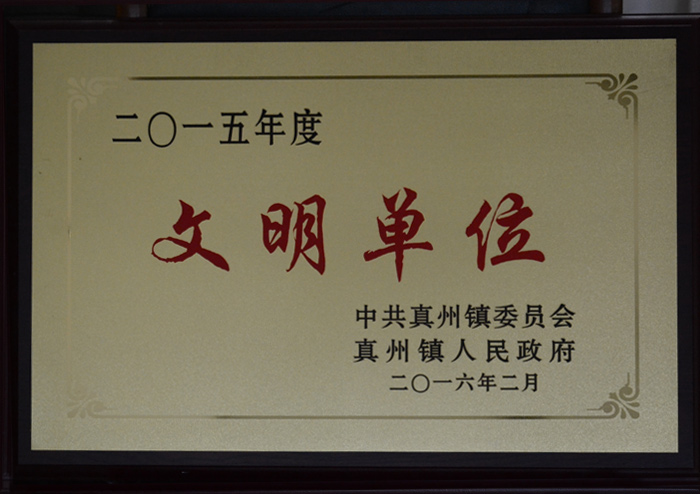 二〇一五年度
文明单位
中共真州镇委员会
真州镇人民政府
二〇一六年二月